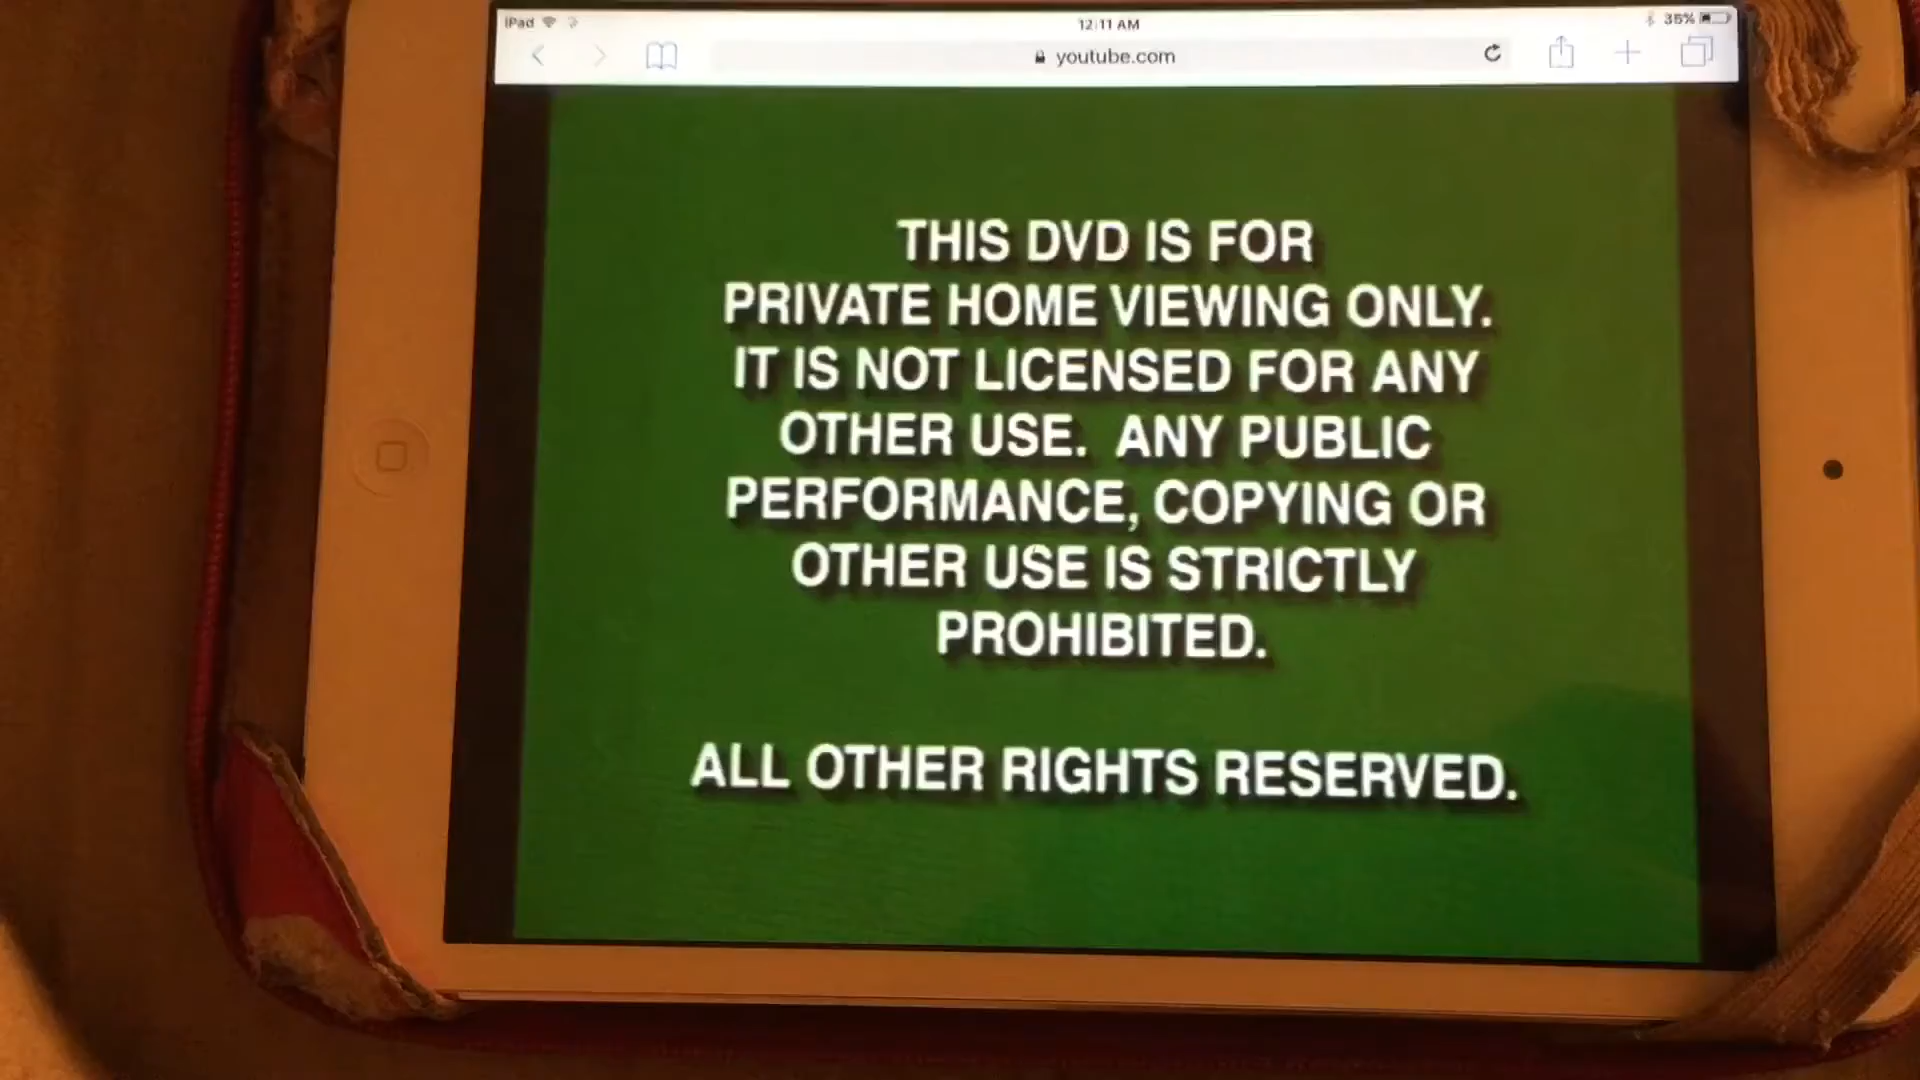 iPad
12:11 AM
35%
youtube.com
THIS DVD IS FOR
PRIVATE HOME VIEWING ONLY.
IT IS NOT LICENSED FOR ANY
OTHER USE. ANY PUBLIC
PERFORMANCE, COPYING OR
OTHER USE IS STRICTLY
PROHIBITED.
ALL OTHER RIGHTS RESERVED.